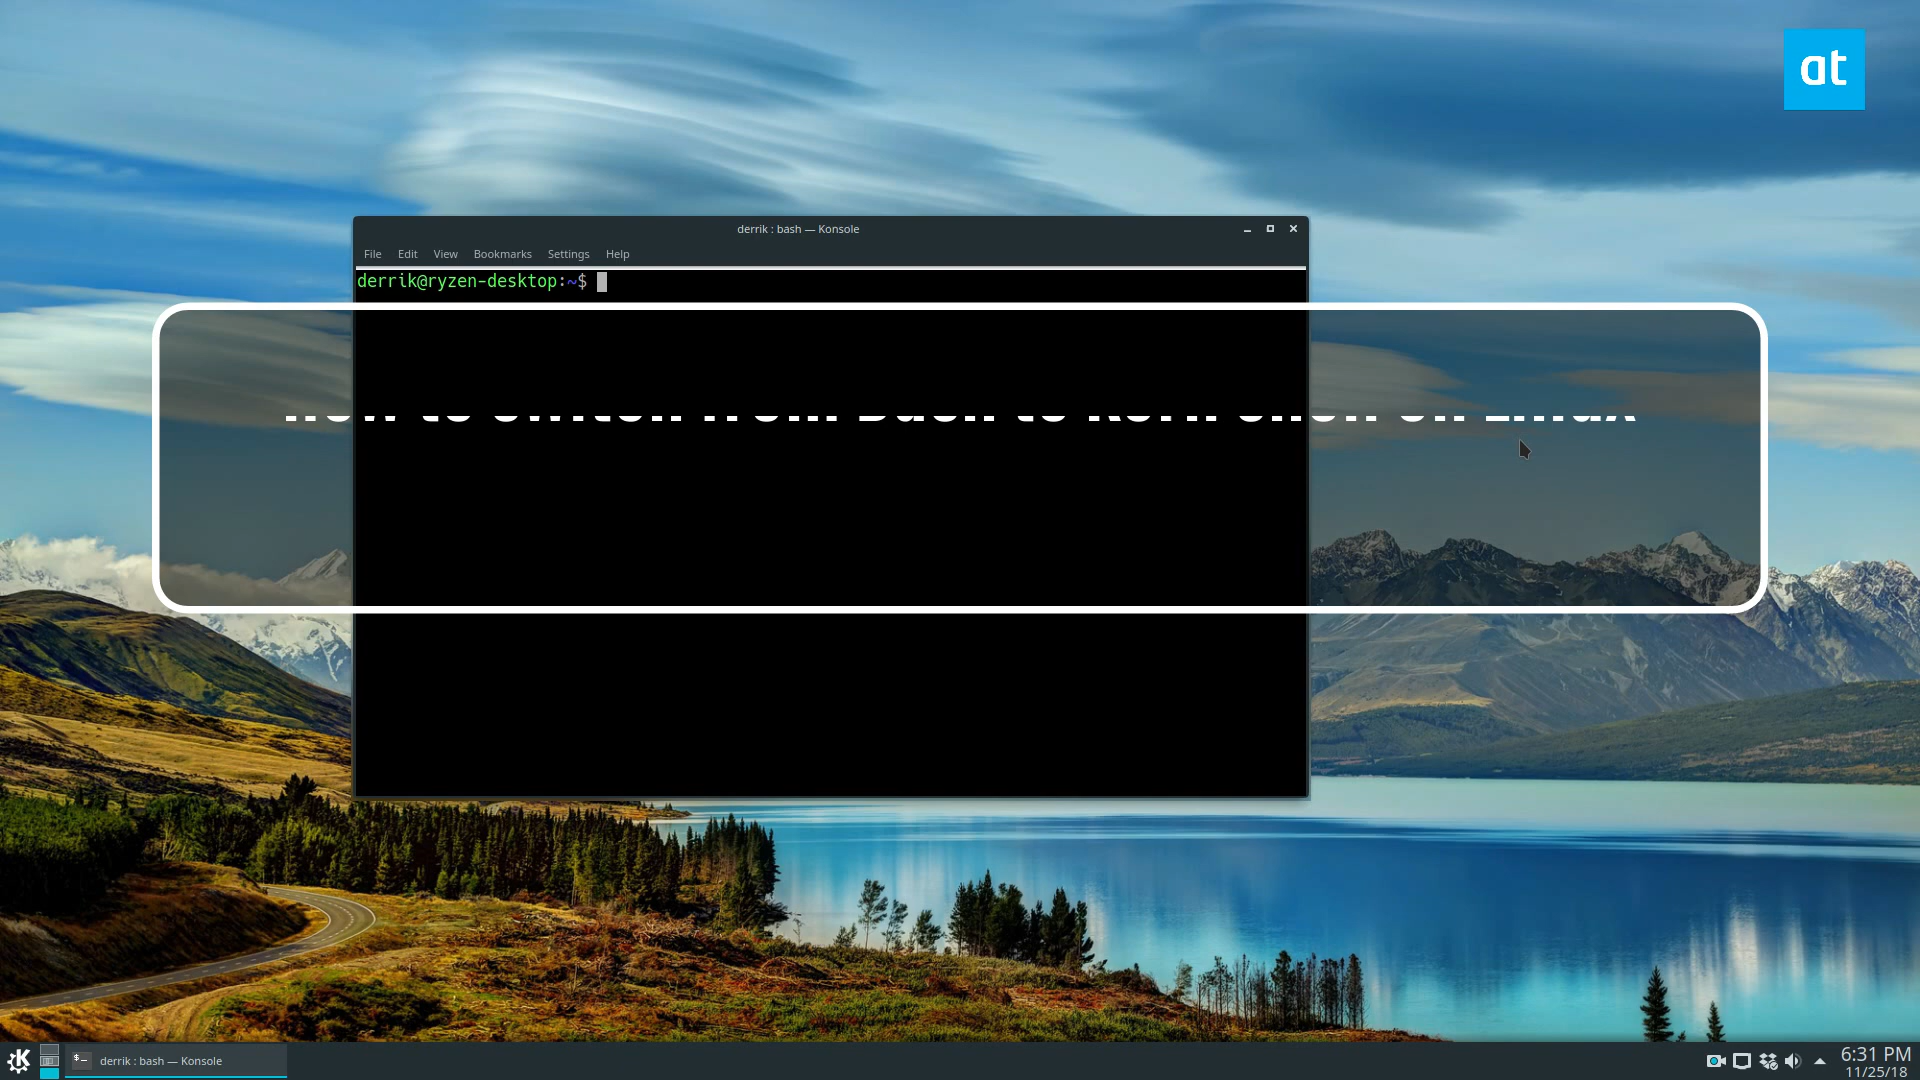 at
derrik : bash — Konsole
File Edit View Bookmarks Settings Help
derrik@ryzen-desktop:~$
derrik : bash — Konsole
6:31 PM
11/25/18